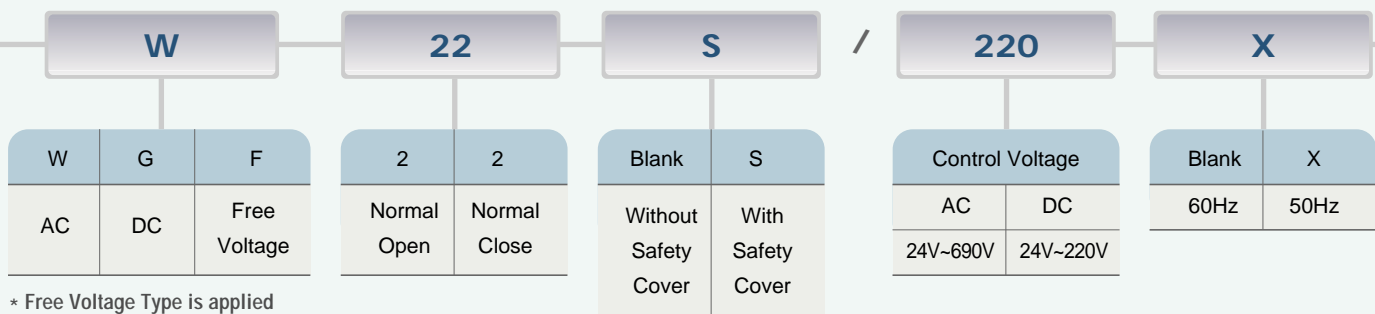 W 22 S / 220 X
W G F 2 2 Blank S Control Voltage Blank X
AC DC Free Voltage Normal Open Normal Close Without Safety Cover With Safety Cover AC DC 60Hz 50Hz
24V~690V 24V~220V
* Free Voltage Type is applied